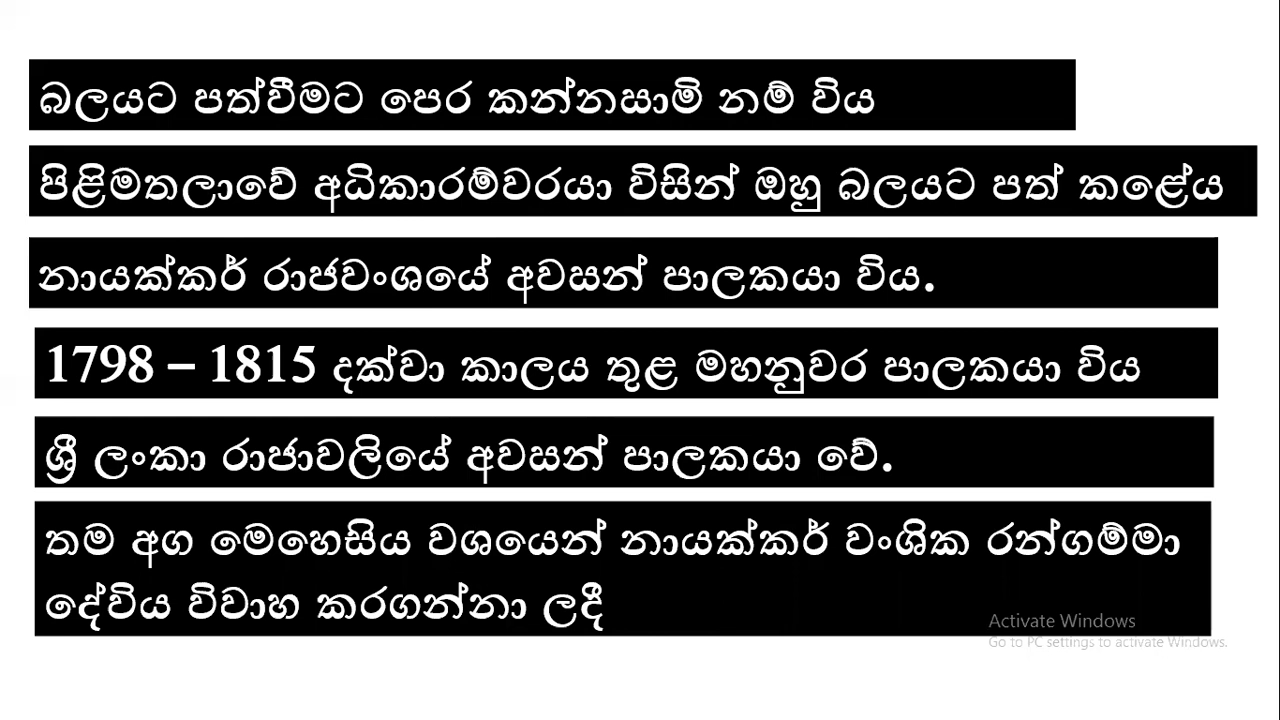 බලයට පත්වීමට පෙර කන්නසාමි නම් විය
පිළිමතලාවේ අධිකාරම්වරයා විසින් ඔහු බලයට පත් කළේය
නායක්කර් රාජවංශයේ අවසන් පාලකයා විය.
1798 – 1815 දක්වා කාලය තුළ මහනුවර පාලකයා විය
ශ්‍රී ලංකා රාජාවලියේ අවසන් පාලකයා වේ.
තම අග මෙහෙසිය වශයෙන් නායක්කර් වංශික රන්ගම්මා
දේවිය විවාහ කරගන්නා ලදී
Activate Windows
Go to PC settings to activate Windows.